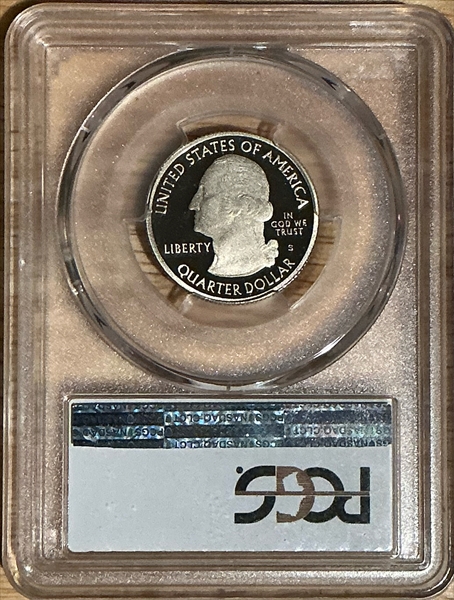 UNITED STATES OF AMERICA
LIBERTY
IN
GOD WE
TRUST
S
QUARTER DOLLAR
PCGS